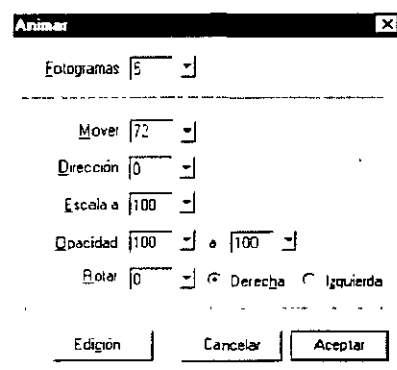 Animar
Fotogramas 5
Mover 72
Dirección 0
Escala a 100
Opacidad 100 a 100
Rotar 0 Derecha Izquierda
Edición Cancelar Aceptar